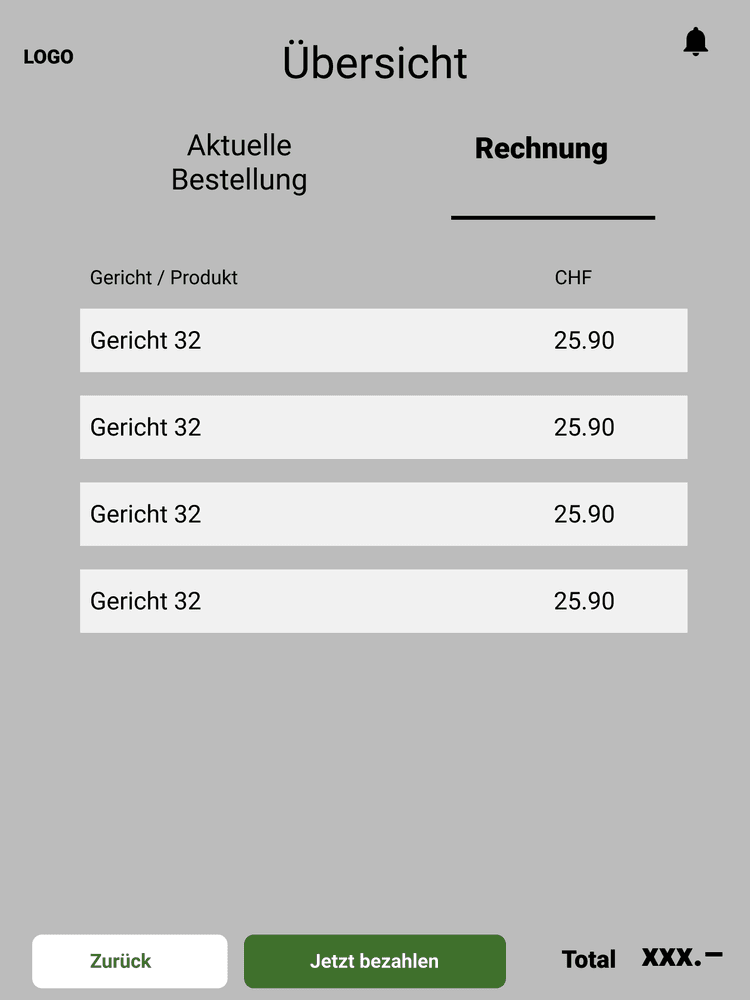 LOGO
Übersicht
Aktuelle
Bestellung
Rechnung
Gericht / Produkt CHF
Gericht 32 25.90
Gericht 32 25.90
Gericht 32 25.90
Gericht 32 25.90
Zurück
Jetzt bezahlen
Total xxx.–